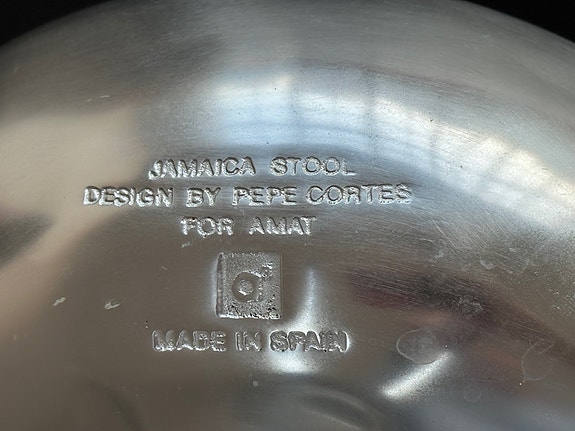 JAMAICA STOOL
DESIGN BY PEPE CORTES
FOR AMAT
MADE IN SPAIN